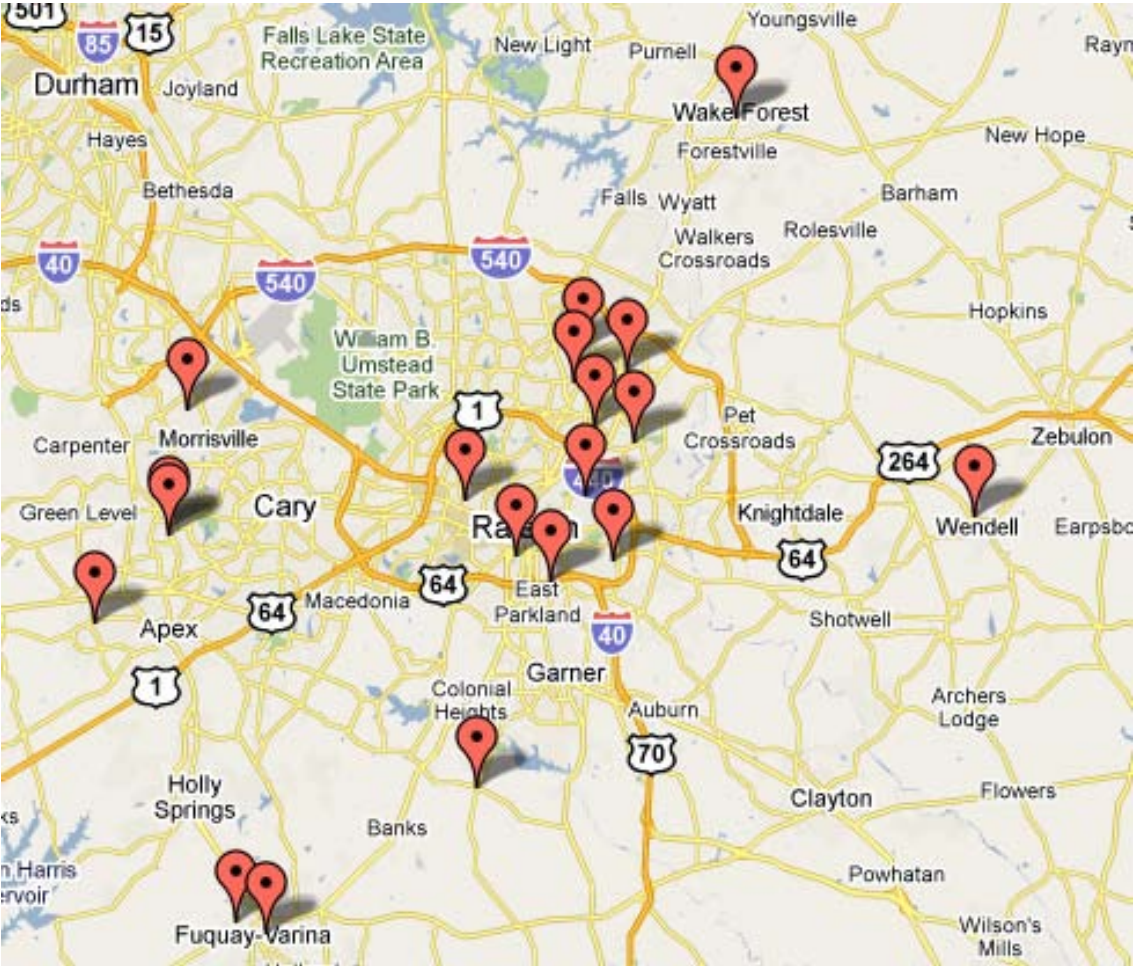 501
15
85
Falls Lake State
Recreation Area
New Light
Purnell
Youngsville
Durham
Joyland
Wake Forest
Hayes
New Hope
Forestville
Bethesda
Falls
Wyatt
Barham
Walkers
Crossroads
Rolesville
40
540
540
Hopkins
William B.
Umstead
State Park
1
Pet
Crossroads
Carpenter
Morrisville
Zebulon
264
440
Green Level
Cary
Raleigh
Knightdale
Wendell
64
64
East
Parkland
64
Macedonia
Apex
Shotwell
40
1
Garner
Colonial
Heights
Auburn
Archers
Lodge
70
Holly
Springs
Clayton
Flowers
Banks
Powhatan
Fuquay-Varina
Wilson's
Mills